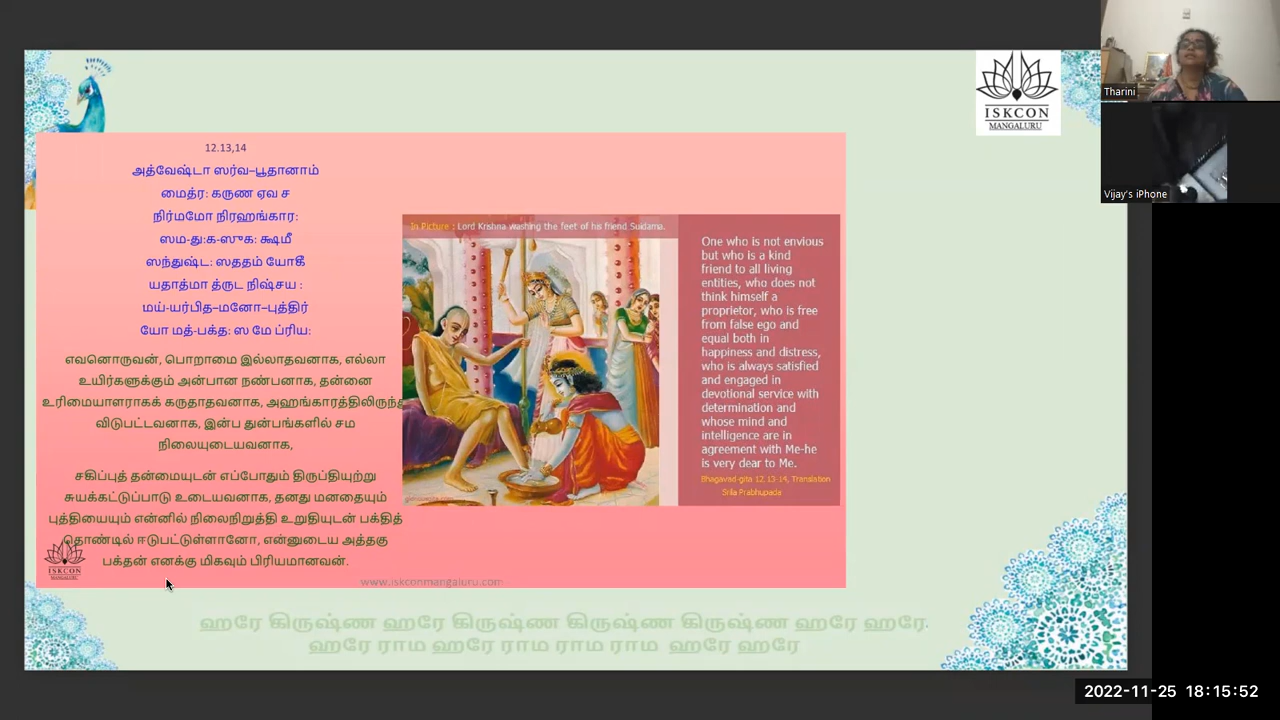 ISKCON
MANGALURU
Tharini
Vijay's iPhone
12.13,14
அத்வேஷ்டா ஸர்வ–பூதானாம்
மைத்ர: கருண ஏவ ச
நிர்மமோ நிரஹங்கார:
ஸம-து:க-ஸுக: க்ஷமீ
ஸந்துஷ்ட: ஸததம் யோகீ
யதாத்மா த்ருட நிஷ்சய :
மய்-யர்பித–மனோ–புத்திர்
யோ மத்-பக்த: ஸ மே ப்ரிய:
எவனொருவன், பொறாமை இல்லாதவனாக, எல்லா
உயிர்களுக்கும் அன்பான நண்பனாக, தன்னை
உரிமையாளராகக் கருதாதவனாக, அஹங்காரத்திலிருந்து
விடுபட்டவனாக, இன்ப துன்பங்களில் சம
நிலையுடையவனாக,
சகிப்புத் தன்மையுடன் எப்போதும் திருப்தியுற்று
சுயக்கட்டுப்பாடு உடையவனாக, தனது மனதையும்
புத்தியையும் என்னில் நிலைநிறுத்தி உறுதியுடன் பக்தித்
தொண்டில் ஈடுபட்டுள்ளானோ, என்னுடைய அத்தகு
பக்தன் எனக்கு மிகவும் பிரியமானவன்.
In Picture : Lord Krishna washing the feet of his friend Sudama.
One who is not envious
but who is a kind
friend to all living
entities, who does not
think himself a
proprietor, who is free
from false ego and
equal both in
happiness and distress,
who is always satisfied
and engaged in
devotional service with
determination and
whose mind and
intelligence are in
agreement with Me-he
is very dear to Me.
Bhagavad-gita 12.13-14, Translation
Srila Prabhupada
www.iskconmangaluru.com
ஹரே கிருஷ்ண ஹரே கிருஷ்ண கிருஷ்ண கிருஷ்ண ஹரே ஹரே.
ஹரே ராம ஹரே ராம ராம ராம ஹரே ஹரே
2022-11-25 18:15:52